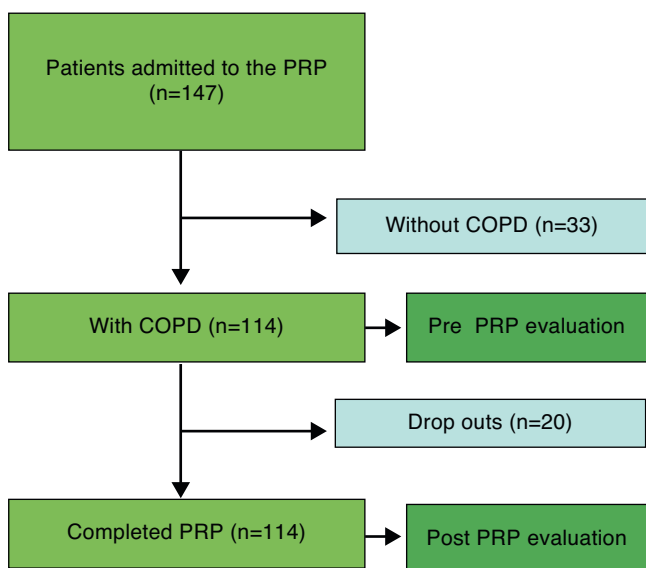 Patients admitted to the PRP
(n=147)
Without COPD (n=33)
With COPD (n=114)
Pre PRP evaluation
Drop outs (n=20)
Completed PRP (n=114)
Post PRP evaluation